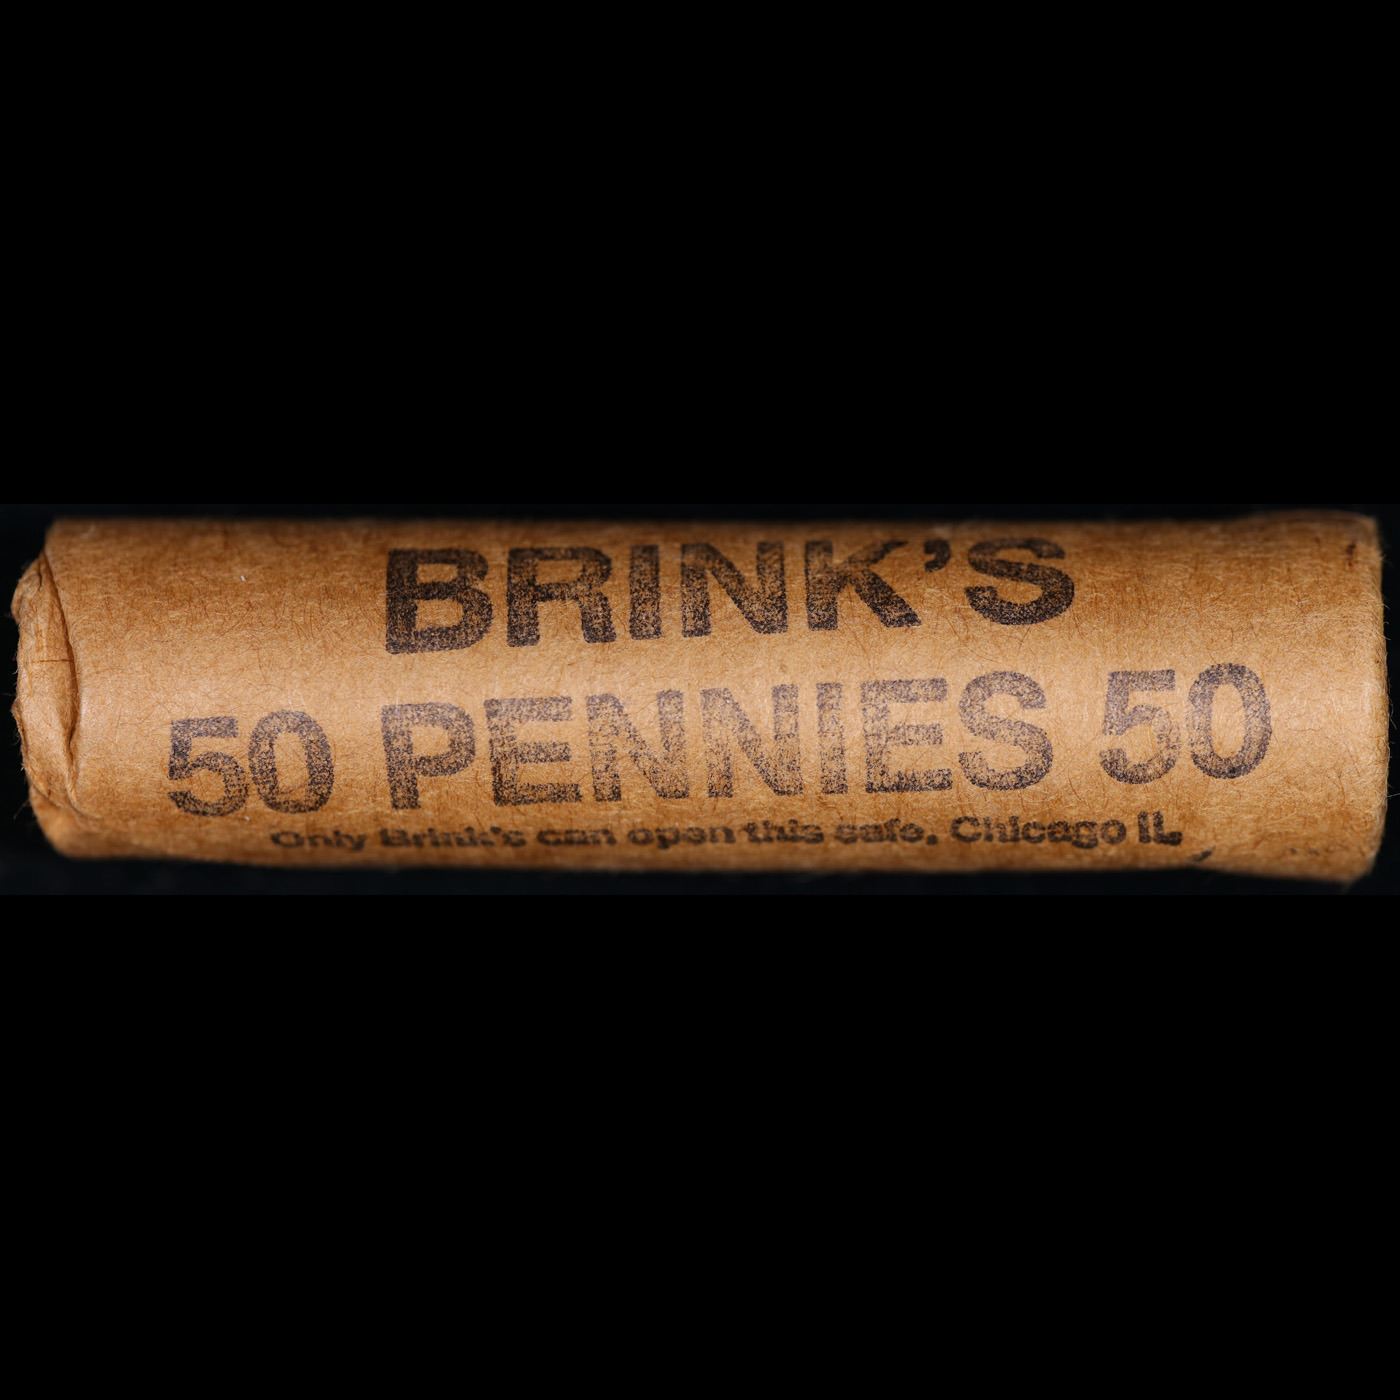 BRINK'S
50 PENNIES 50
Only Brink's can open this safe, Chicago IL